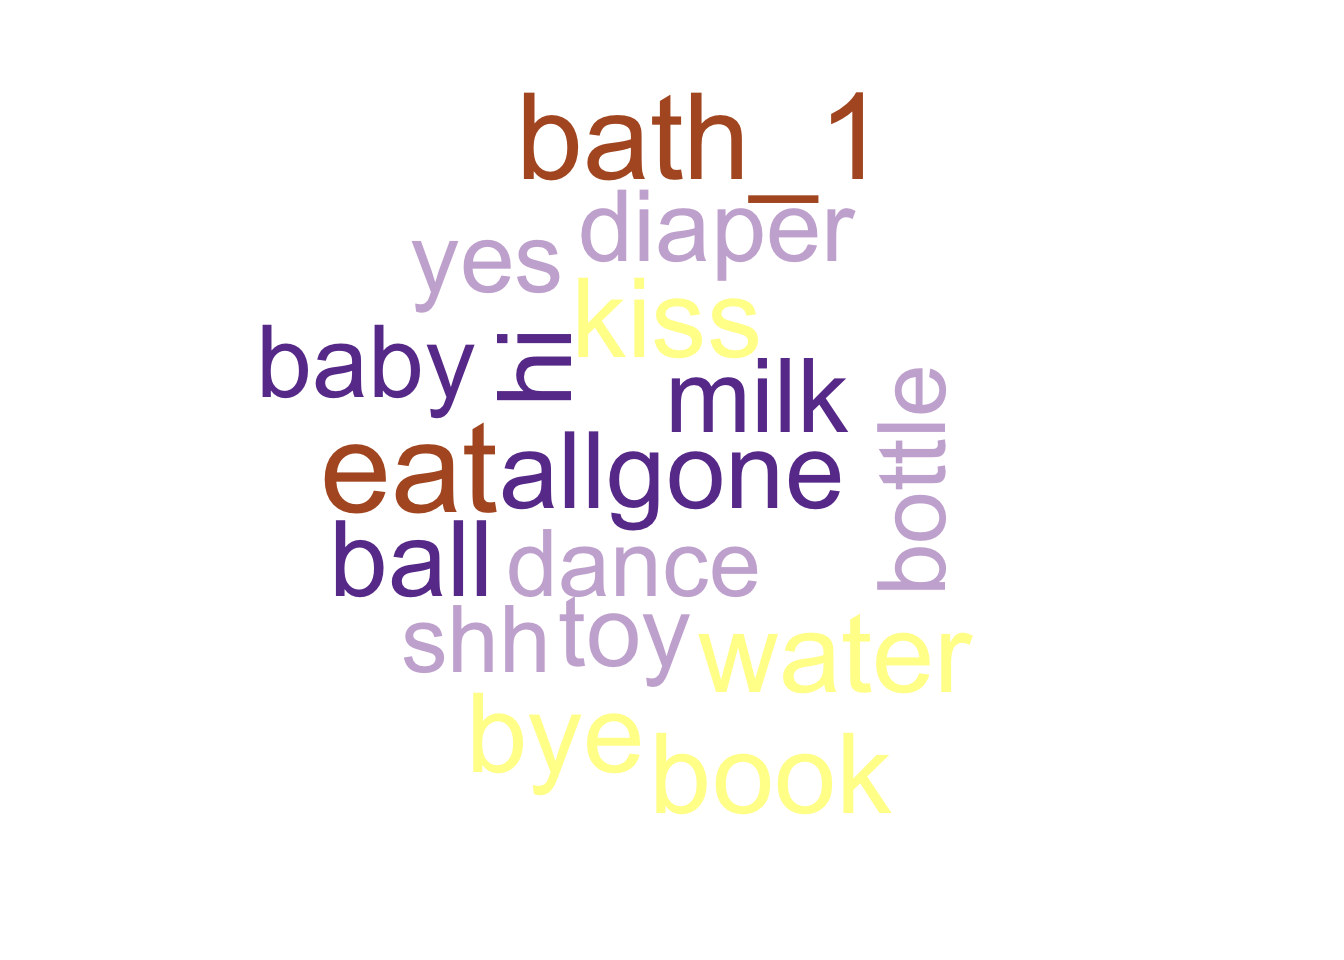 bath_1
diaper
yes
kiss
baby
hi
milk
bottle
eat
allgone
ball
dance
shh
toy
water
bye
book